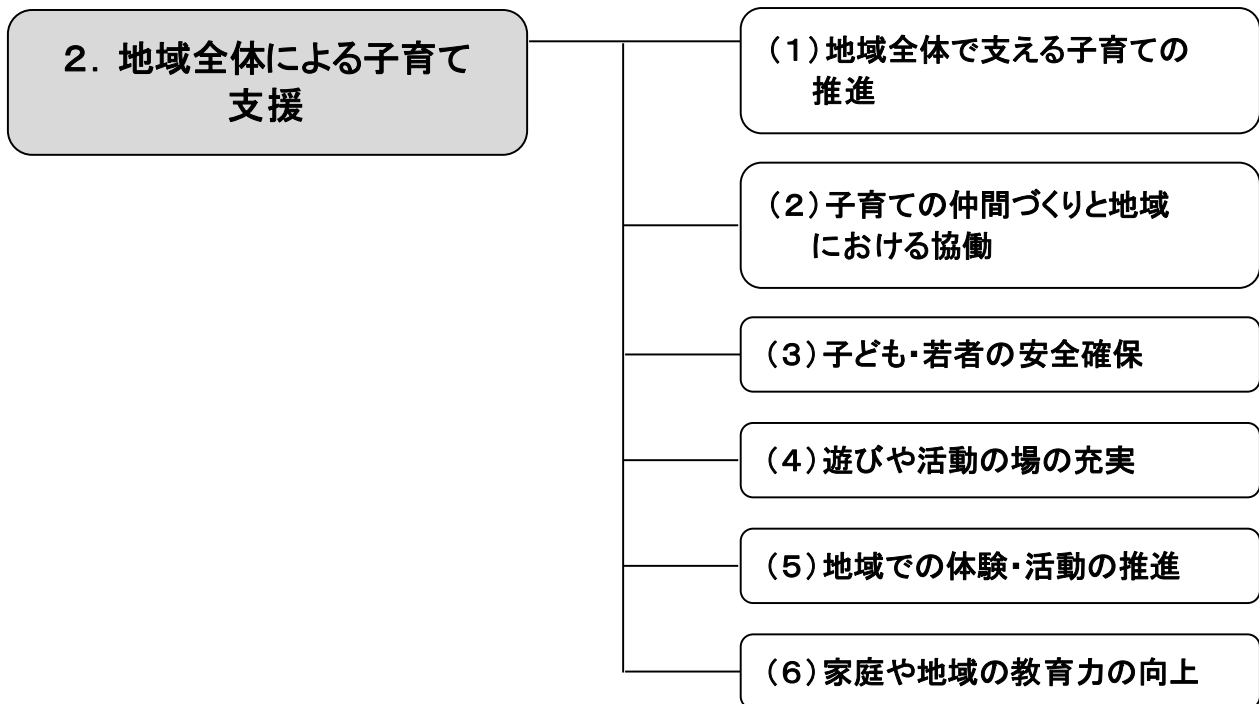 ２．地域全体による子育て
支援
（１）地域全体で支える子育ての
推進
（２）子育ての仲間づくりと地域
における協働
（３）子ども・若者の安全確保
（４）遊びや活動の場の充実
（５）地域での体験・活動の推進
（６）家庭や地域の教育力の向上